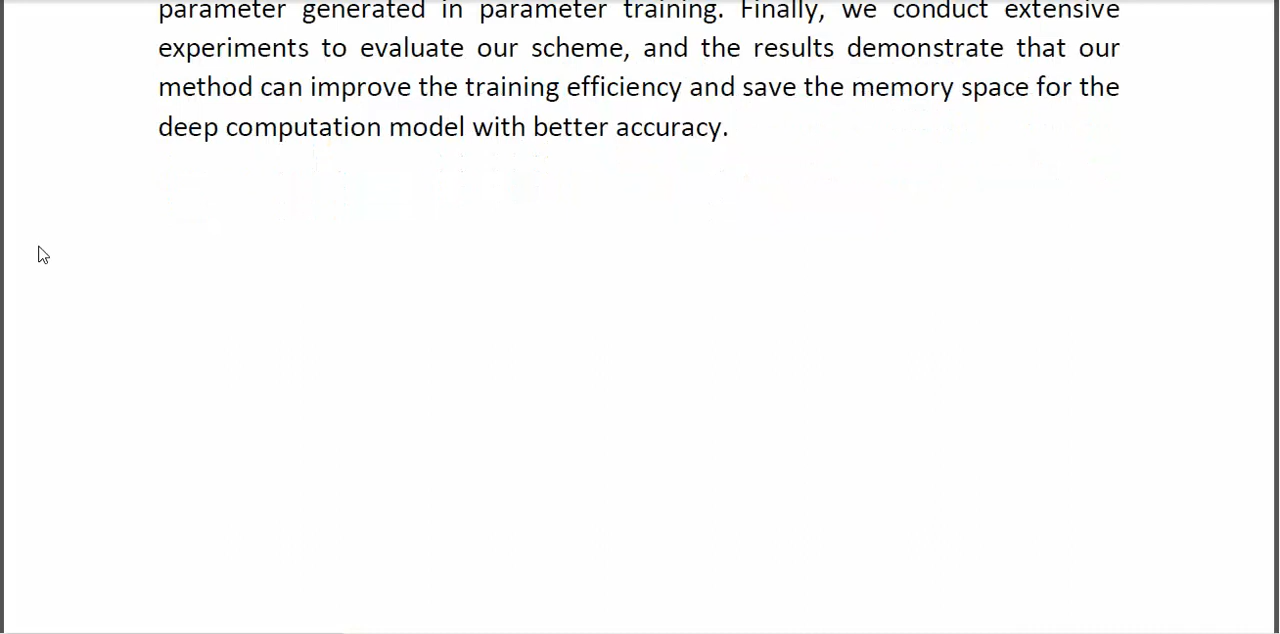 parameter generated in parameter training. Finally, we conduct extensive
experiments to evaluate our scheme, and the results demonstrate that our
method can improve the training efficiency and save the memory space for the
deep computation model with better accuracy.